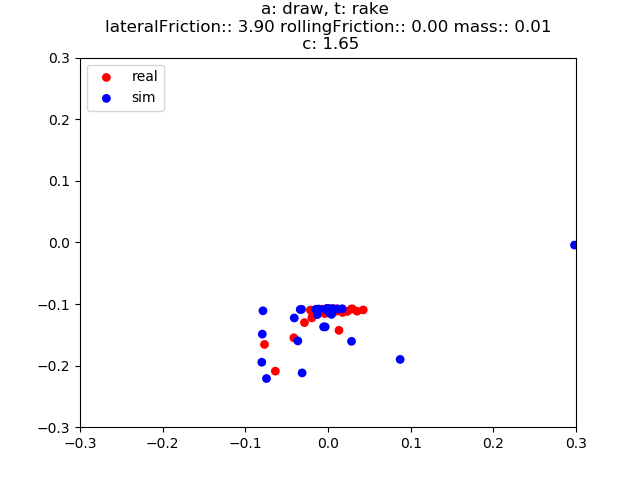 a: draw, t: rake
lateralFriction:: 3.90 rollingFriction:: 0.00 mass:: 0.01
c: 1.65
real
sim
0.3
0.2
0.1
0.0
−0.1
−0.2
−0.3
−0.3 −0.2 −0.1 0.0 0.1 0.2 0.3